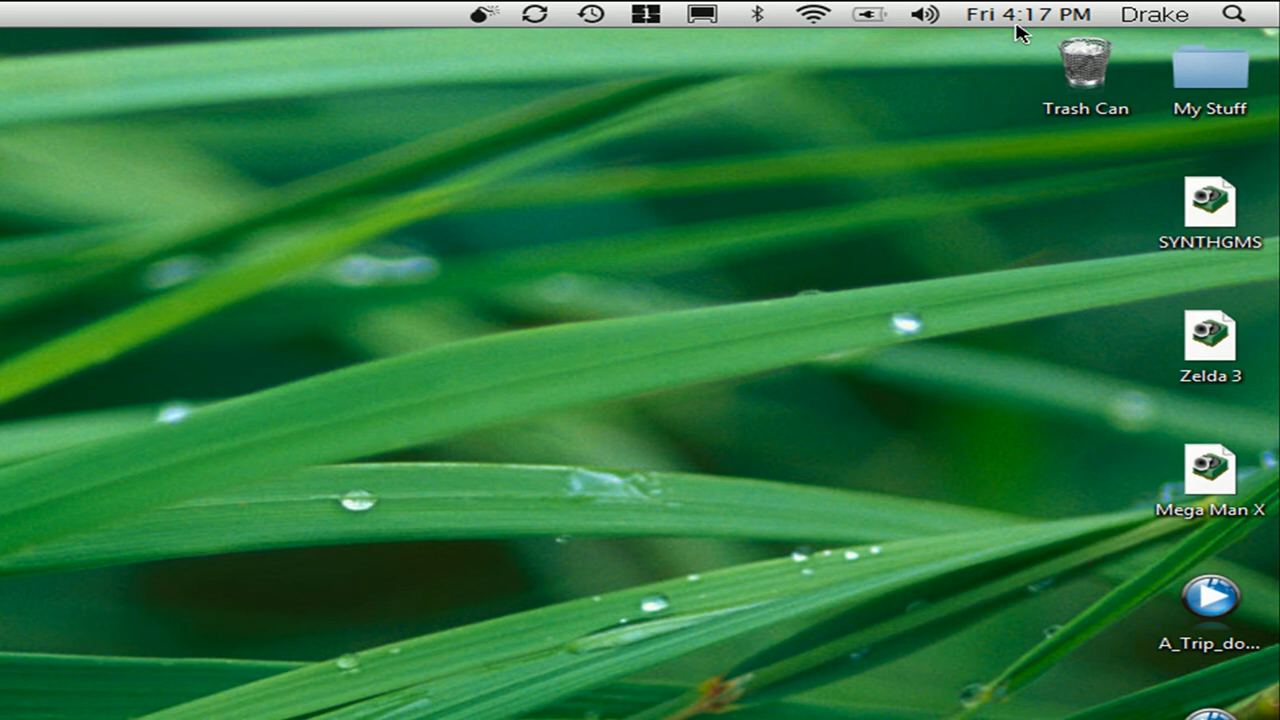 Fri 4:17 PM Drake
Trash Can
My Stuff
SYNTHGMS
Zelda 3
Mega Man X
A_Trip_do...